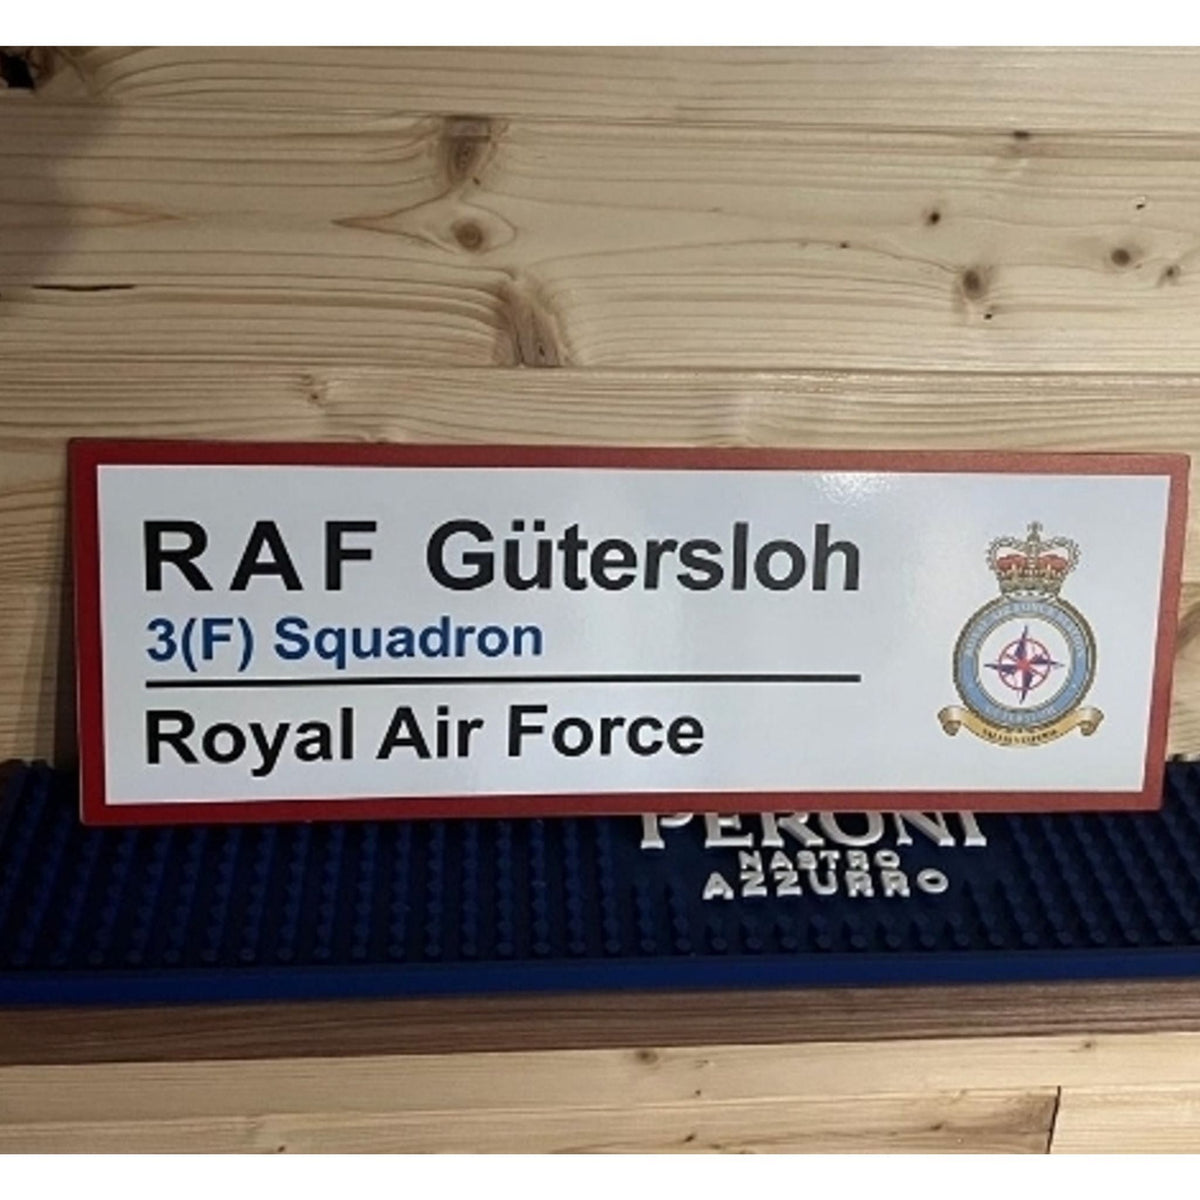 RAF Gütersloh
3(F) Squadron
Royal Air Force
PERONI
NASTRO
AZZURRO